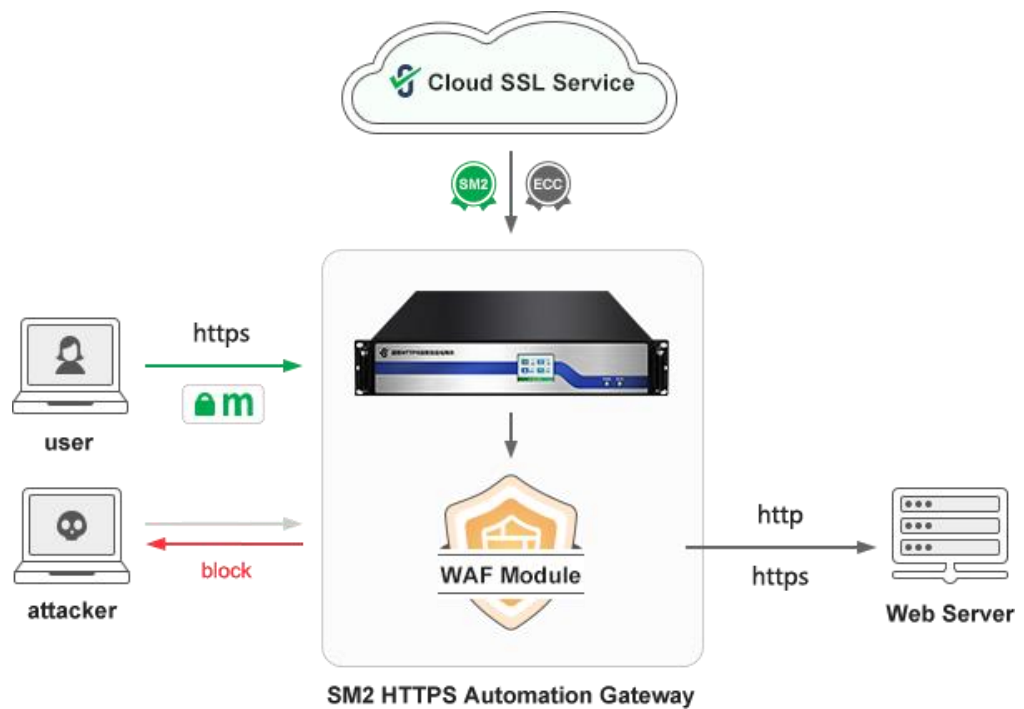 Cloud SSL Service
SM2
ECC
https
m
user
block
attacker
WAF Module
http
https
Web Server
SM2 HTTPS Automation Gateway